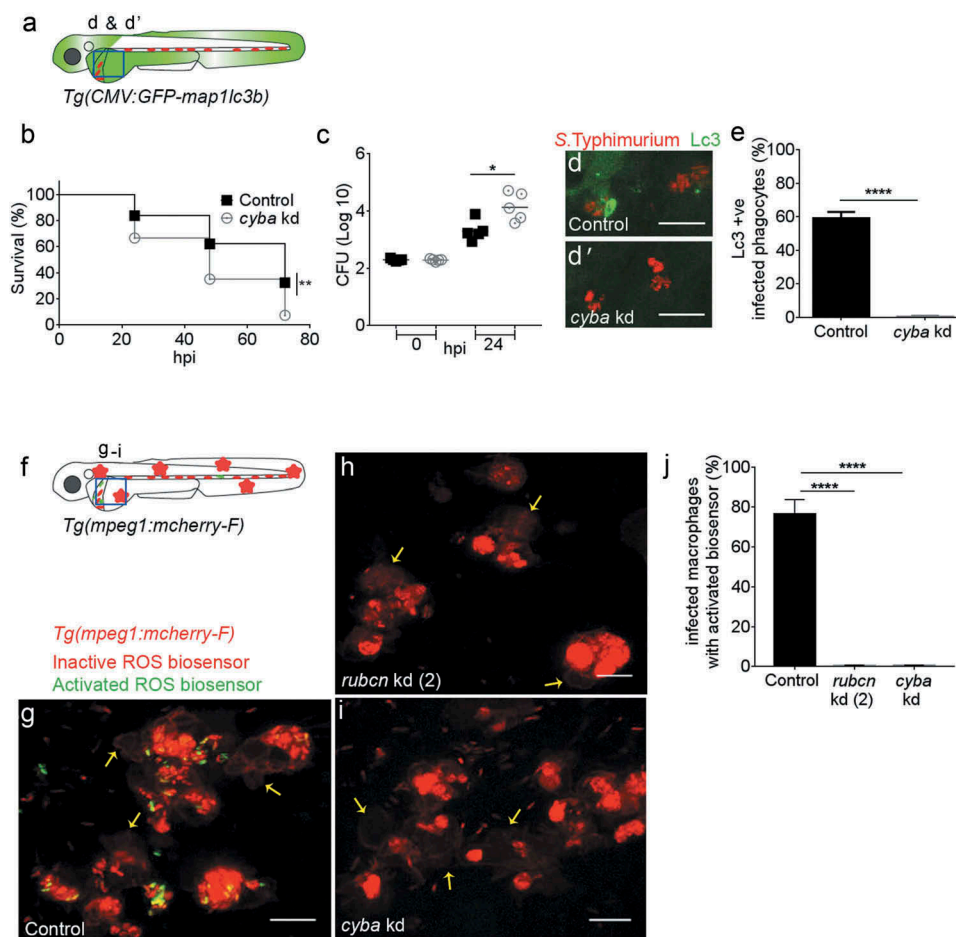 a
d & d'
Tg(CMV:GFP-map1lc3b)
b
Survival (%)
100
80
60
40
20
0
0
20
40
60
80
hpi
Control
cyba kd
**
c
CFU (Log 10)
6
4
2
0
*
0
hpi
24
S.Typhimurium Lc3
d
Control
d'
cyba kd
e
Lc3 +ve
infected phagocytes (%)
100
80
60
40
20
0
****
Control
cyba kd
f
g-i
Tg(mpeg1:mcherry-F)
Tg(mpeg1:mcherry-F)
Inactive ROS biosensor
Activated ROS biosensor
g
Control
h
rubcn kd (2)
i
cyba kd
j
infected macrophages
with activated biosensor (%)
100
80
60
40
20
0
****
****
Control
rubcn
kd (2)
cyba
kd